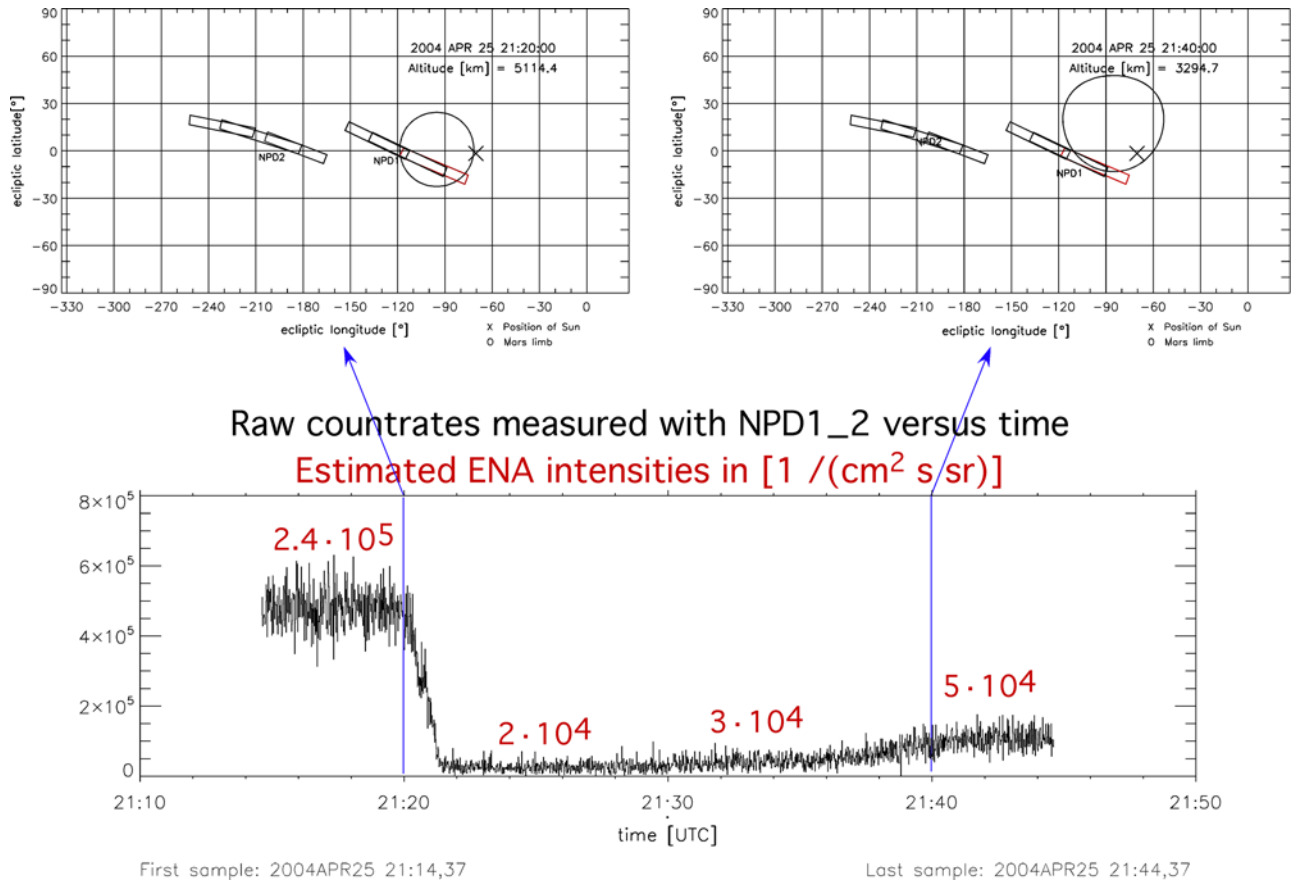 90
60
30
0
−30
−60
−90
ecliptic latitude[°]
2004 APR 25 21:20:00
Altitude [km] = 5114.4
NPD2
NPD1
−330 −300 −270 −240 −210 −180 −150 −120 −90 −60 −30 0
ecliptic longitude [°]
X Position of Sun
O Mars limb
90
60
30
0
−30
−60
−90
ecliptic latitude[°]
2004 APR 25 21:40:00
Altitude [km] = 3294.7
NPD2
NPD1
−330 −300 −270 −240 −210 −180 −150 −120 −90 −60 −30 0
ecliptic longitude [°]
X Position of Sun
O Mars limb
Raw countrates measured with NPD1_2 versus time
Estimated ENA intensities in [1 /(cm² s sr)]
8×10⁵
6×10⁵
4×10⁵
2×10⁵
0
2.4·10⁵
2·10⁴
3·10⁴
5·10⁴
21:10 21:20 21:30 21:40 21:50
time [UTC]
First sample: 2004APR25 21:14,37
Last sample: 2004APR25 21:44,37